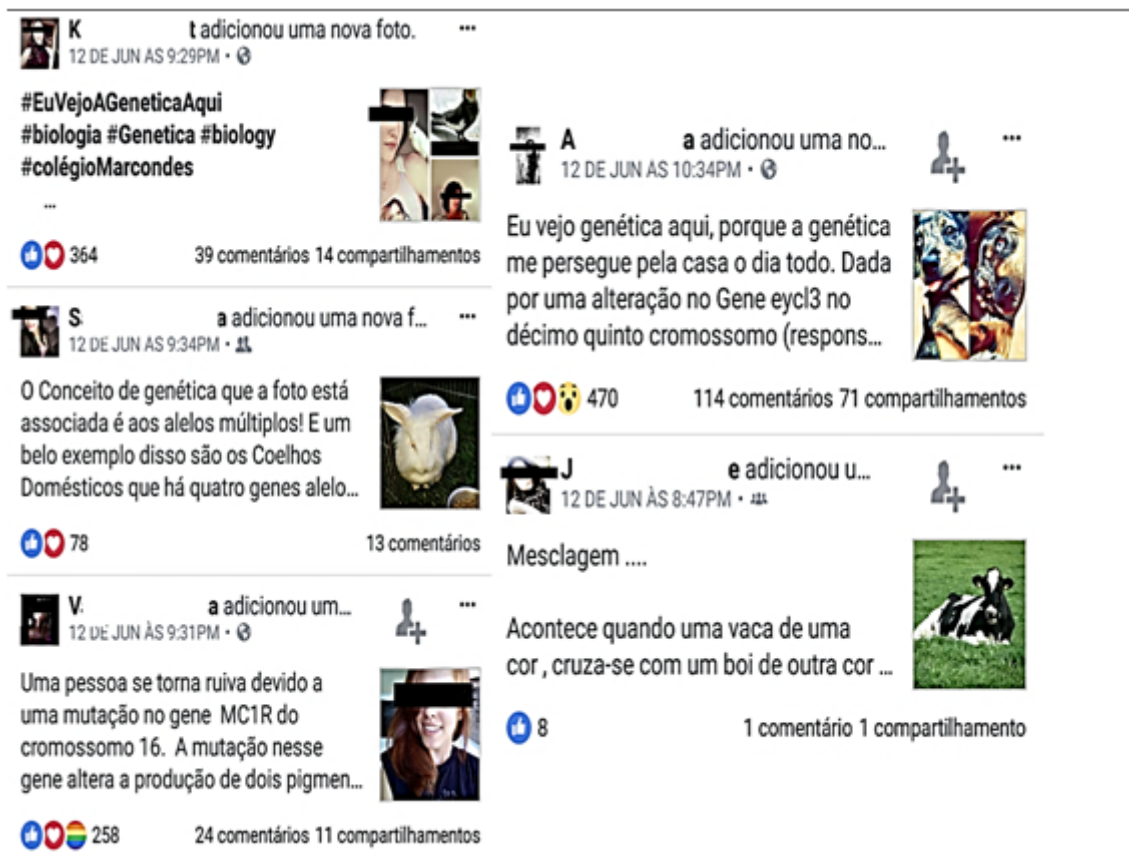 K t adicionou uma nova foto.
12 DE JUN AS 9:29PM •
#EuVejoAGeneticaAqui
#biologia #Genetica #biology
#colégioMarcondes
...
364 39 comentários 14 compartilhamentos
S. a adicionou uma nova f...
12 DE JUN AS 9:34PM •
O Conceito de genética que a foto está
associada é aos alelos múltiplos! E um
belo exemplo disso são os Coelhos
Domésticos que há quatro genes alelo...
78 13 comentários
V. a adicionou um...
12 DE JUN ÀS 9:31PM •
Uma pessoa se torna ruiva devido a
uma mutação no gene MC1R do
cromossomo 16. A mutação nesse
gene altera a produção de dois pigmen...
258 24 comentários 11 compartilhamentos
A a adicionou uma no...
12 DE JUN AS 10:34PM •
Eu vejo genética aqui, porque a genética
me persegue pela casa o dia todo. Dada
por uma alteração no Gene eycl3 no
décimo quinto cromossomo (respons...
470 114 comentários 71 compartilhamentos
J e adicionou u...
12 DE JUN ÀS 8:47PM •
Mesclagem ....
Acontece quando uma vaca de uma
cor , cruza-se com um boi de outra cor ...
8 1 comentário 1 compartilhamento